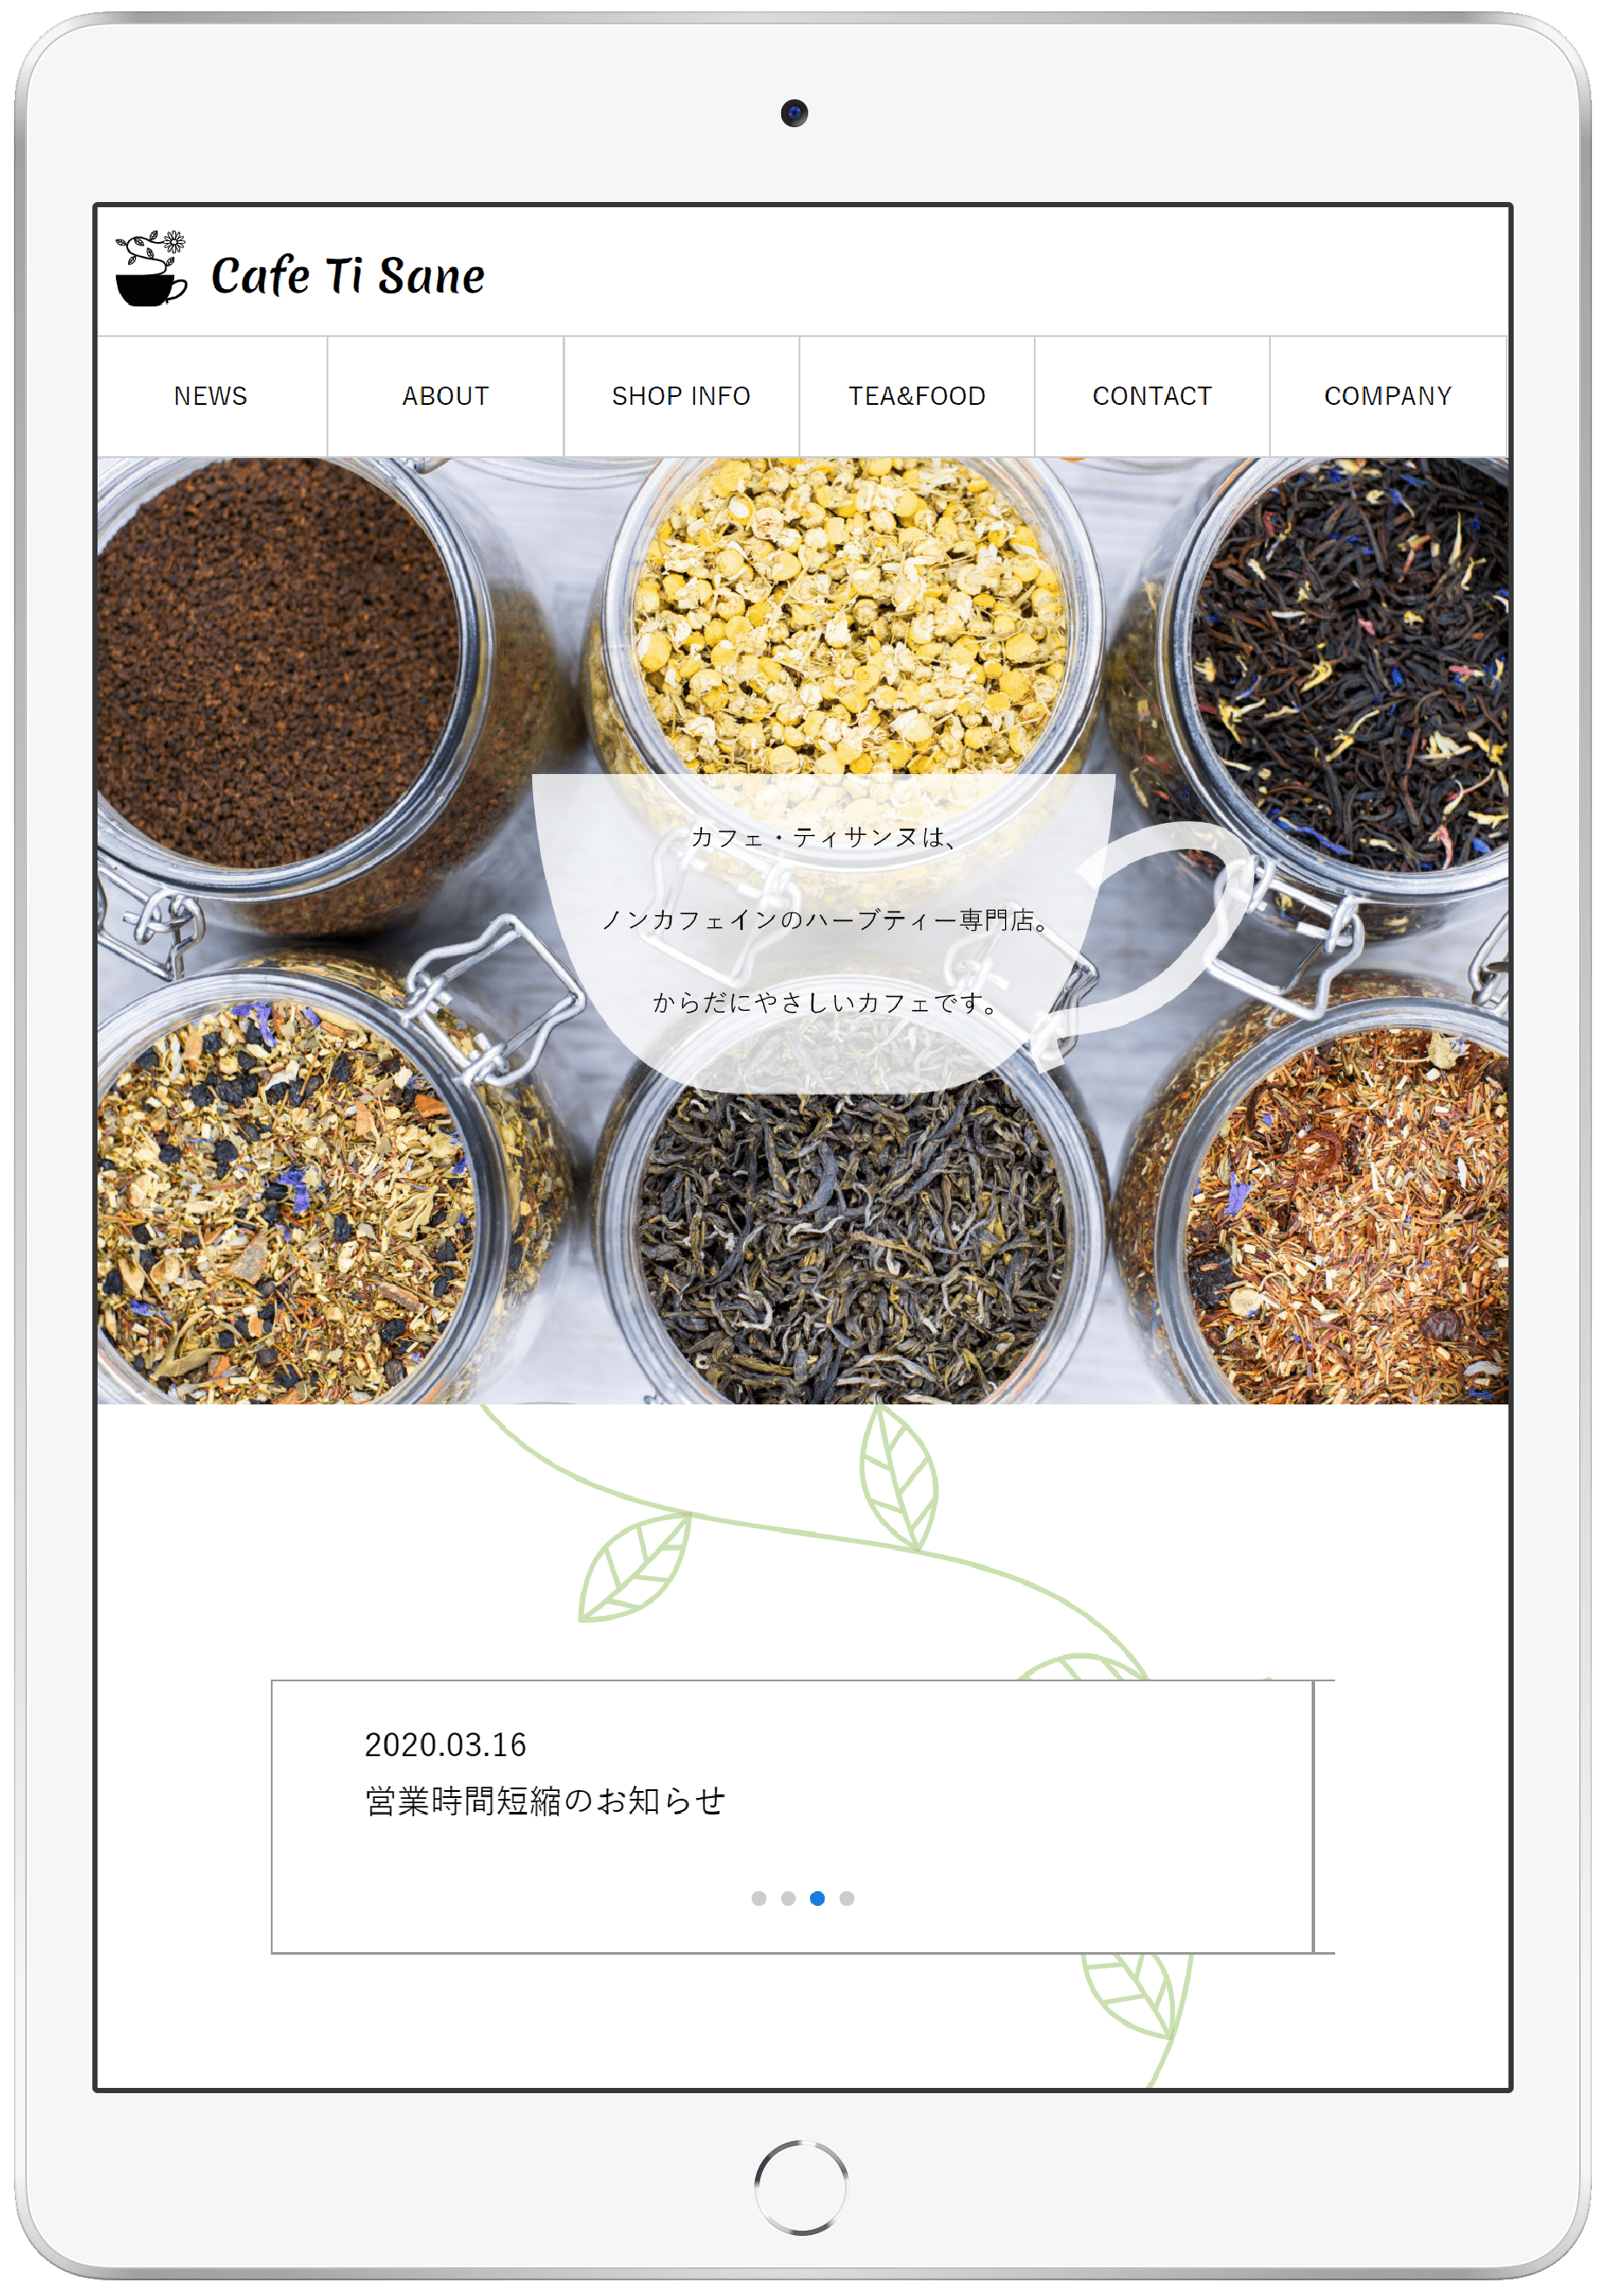 Cafe Ti Sane
NEWS
ABOUT
SHOP INFO
TEA&FOOD
CONTACT
COMPANY
カフェ・ティサンヌは、
ノンカフェインのハーブティー専門店。
からだにやさしいカフェです。
2020.03.16
営業時間短縮のお知らせ